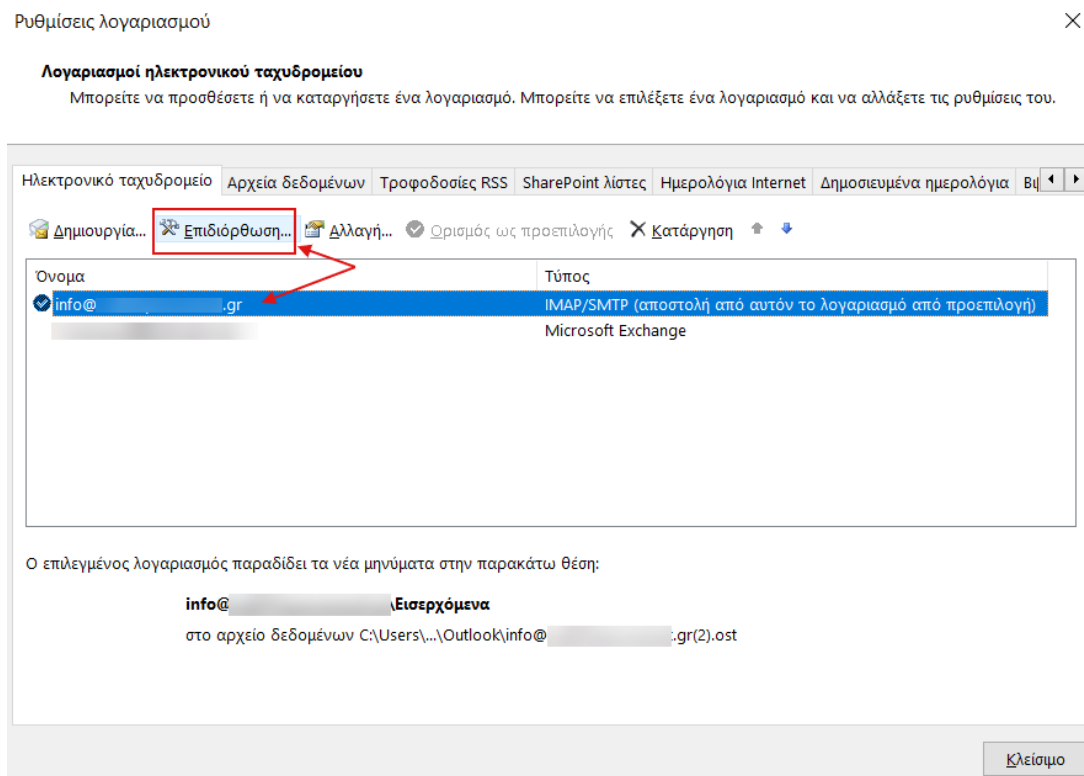 Ρυθμίσεις λογαριασμού
Λογαριασμοί ηλεκτρονικού ταχυδρομείου
Μπορείτε να προσθέσετε ή να καταργήσετε ένα λογαριασμό. Μπορείτε να επιλέξετε ένα λογαριασμό και να αλλάξετε τις ρυθμίσεις του.
Ηλεκτρονικό ταχυδρομείο Αρχεία δεδομένων Τροφοδοσίες RSS SharePoint λίστες Ημερολόγια Internet Δημοσιευμένα ημερολόγια
Δημιουργία... Επιδιόρθωση... Αλλαγή... Ορισμός ως προεπιλογής Κατάργηση
Όνομα Τύπος
info@ .gr IMAP/SMTP (αποστολή από αυτόν το λογαριασμό από προεπιλογή)
Microsoft Exchange
Ο επιλεγμένος λογαριασμός παραδίδει τα νέα μηνύματα στην παρακάτω θέση:
info@ \Εισερχόμενα
στο αρχείο δεδομένων C:\Users\...\Outlook\info@ .gr(2).ost
Κλείσιμο